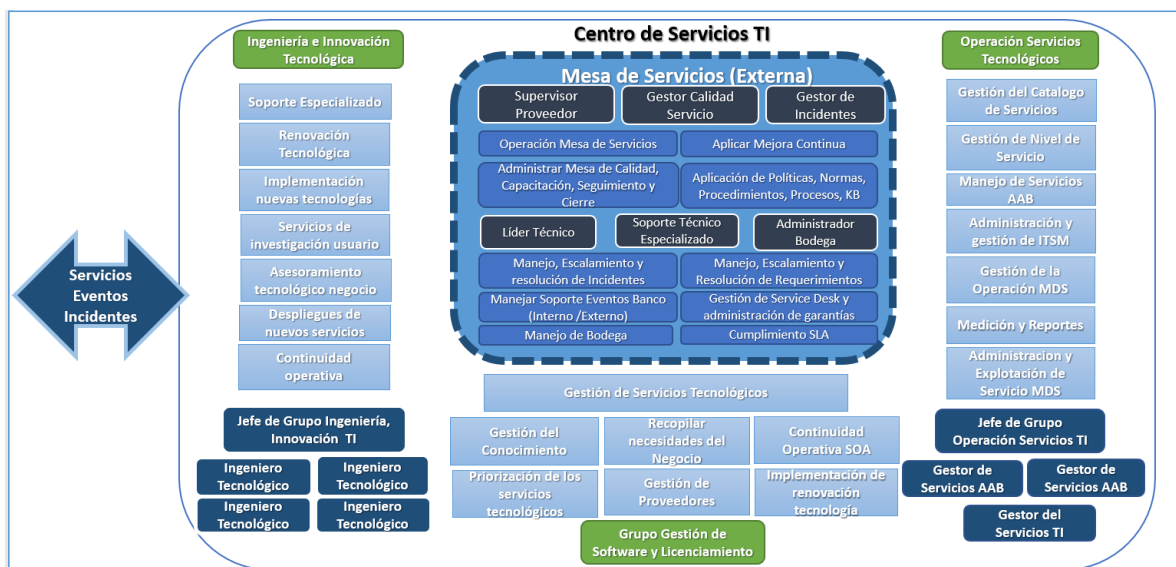 Centro de Servicios TI
Ingeniería e Innovación
Tecnológica
Soporte Especializado
Renovación
Tecnológica
Implementación
nuevas tecnologías
Servicios de
investigación usuario
Asesoramiento
tecnológico negocio
Despliegues de
nuevos servicios
Continuidad
operativa
Jefe de Grupo Ingeniería,
Innovación  TI
Ingeniero
Tecnológico
Ingeniero
Tecnológico
Ingeniero
Tecnológico
Ingeniero
Tecnológico
Servicios
Eventos
Incidentes
Mesa de Servicios (Externa)
Supervisor
Proveedor
Gestor Calidad
Servicio
Gestor de
Incidentes
Operación Mesa de Servicios
Aplicar Mejora Continua
Administrar Mesa de Calidad,
Capacitación, Seguimiento y
Cierre
Aplicación de Políticas, Normas,
Procedimientos, Procesos, KB
Líder Técnico
Soporte Técnico
Especializado
Administrador
Bodega
Manejo, Escalamiento y
resolución de Incidentes
Manejo, Escalamiento y
Resolución de Requerimientos
Manejar Soporte Eventos Banco
(Interno /Externo)
Gestión de Service Desk y
administración de garantías
Manejo de Bodega
Cumplimiento SLA
Gestión de Servicios Tecnológicos
Gestión del
Conocimiento
Recopilar
necesidades del
Negocio
Continuidad
Operativa SOA
Priorización de los
servicios
tecnológicos
Gestión de
Proveedores
Implementación de
renovación
tecnología
Grupo Gestión de
Software y Licenciamiento
Operación Servicios
Tecnológicos
Gestión del Catalogo
de Servicios
Gestión de Nivel de
Servicio
Manejo de Servicios
AAB
Administración y
gestión de ITSM
Gestión de la
Operación MDS
Medición y Reportes
Administracion y
Explotación de
Servicio MDS
Jefe de Grupo
Operación Servicios TI
Gestor de
Servicios AAB
Gestor de
Servicios AAB
Gestor del
Servicios TI